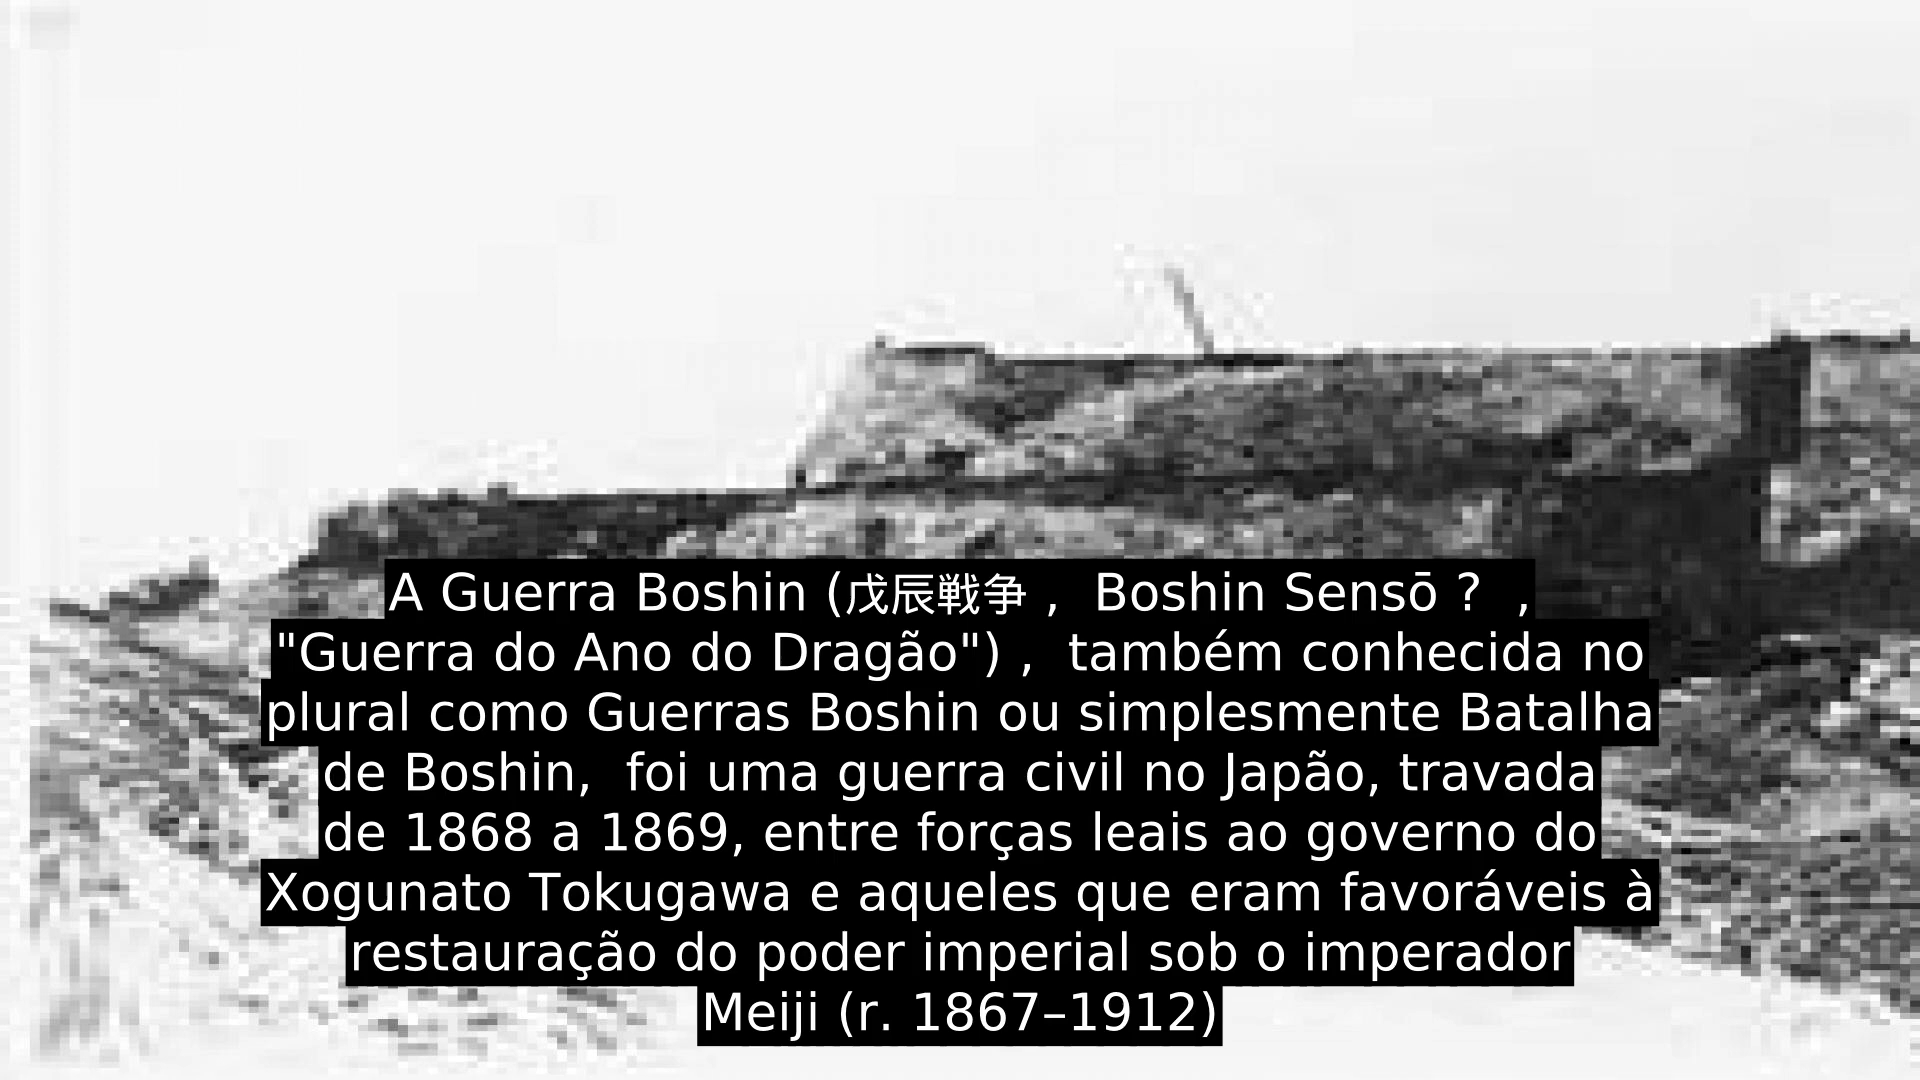 A Guerra Boshin (戊辰戦争 ,  Boshin Sensō ?  ,
"Guerra do Ano do Dragão") ,  também conhecida no
plural como Guerras Boshin ou simplesmente Batalha
de Boshin,  foi uma guerra civil no Japão, travada
de 1868 a 1869, entre forças leais ao governo do
Xogunato Tokugawa e aqueles que eram favoráveis à
restauração do poder imperial sob o imperador
Meiji (r. 1867–1912)